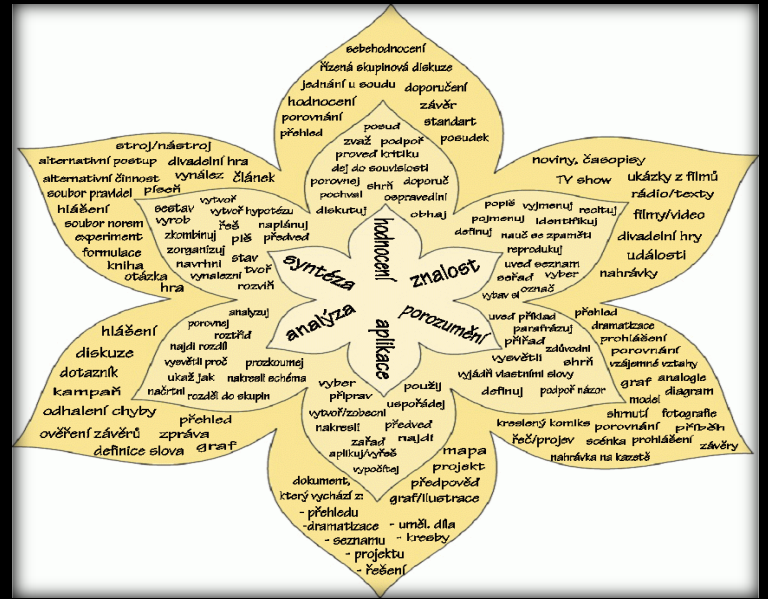 sebehodnocení
řízená skupinová diskuze
jednání u soudu
doporučení
hodnocení
závěr
porovnání
standart
přehled
posudek
posuď
zvaž podpoř
proveď kritiku
dej do souvislosti
porovnej shrň doporuč
pochval ospravedlni
diskutuj
obhaj
hodnocení
noviny, časopisy
TV show
ukázky z filmů
rádio/texty
filmy/video
divadelní hry
události
nahrávky
popiš vyjmenuj recituj
pojmenuj identifikuj
definuj nauč se zpaměti
reprodukuj
uveď seznam
seřaď vyber
označ
vybav si
znalost
přehled
dramatizace
prohlášení
porovnání
vzájemné vztahy
graf analogie
model diagram
shrnutí fotografie
kreslený komiks porovnání příběh
řeč/projev scénka prohlášení závěry
nahrávka na kazetě
uveď příklad
parafrázuj
přiřaď zdůvodni
vysvětli shrň
vyjádři vlastními slovy
definuj podpoř názor
porozumění
vyber použij
připrav uspořádej
vytvoř/zobecni
nakresli předveď
zařaď najdi
aplikuj/vyřeš
vypočítej
aplikace
mapa
projekt
předpověď
graf/ilustrace
dokument,
který vychází z:
- přehledu
-dramatizace - uměl. díla
- seznamu - kresby
- projektu
- řešení
analyzuj
porovnej
roztřiď
najdi rozdíl
vysvětli proč prozkoumej
ukaž jak nakresli schéma
načrtni rozděl do skupin
analýza
hlášení
diskuze
dotazník
kampaň
odhalení chyby
přehled
ověření závěrů zpráva
definice slova graf
stroj/nástroj
alternativní postup divadelní hra
alternativní činnost vynález článek
soubor pravidel píseň
hlášení
soubor norem
experiment
formulace
kniha
otázka
hra
vytvoř
sestav vytvoř hypotézu
vyrob řeš naplánuj
zkombinuj piš předveď
zorganizuj
navrhni stav
vynalezni tvoř
rozviň
syntéza